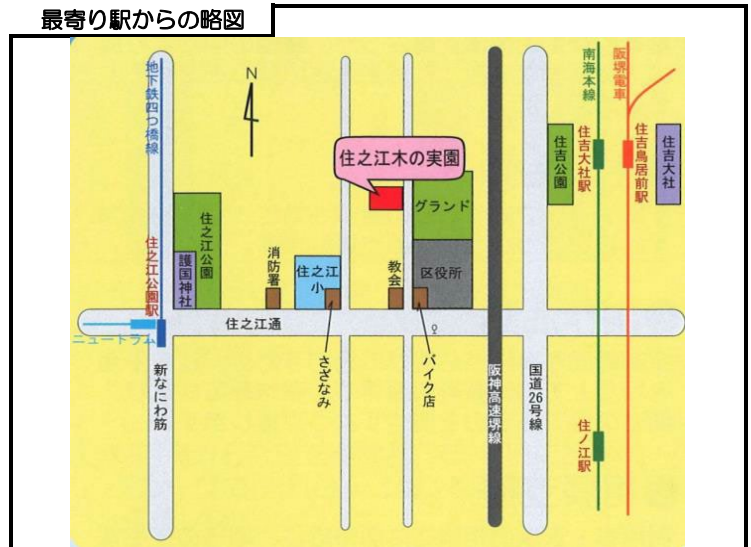 最寄り駅からの略図
地下鉄四つ橋線
N
南海本線
阪堺電車
住之江木の実園
グランド
住吉公園
住吉大社駅
住吉鳥居前駅
住吉大社
住之江公園
護国神社
住之江公園駅
消防署
住之江
小
教会
区役所
ニュートラム
住之江通
さざなみ
バイク店
新なにわ筋
阪神高速堺線
国道26号線
住ノ江駅